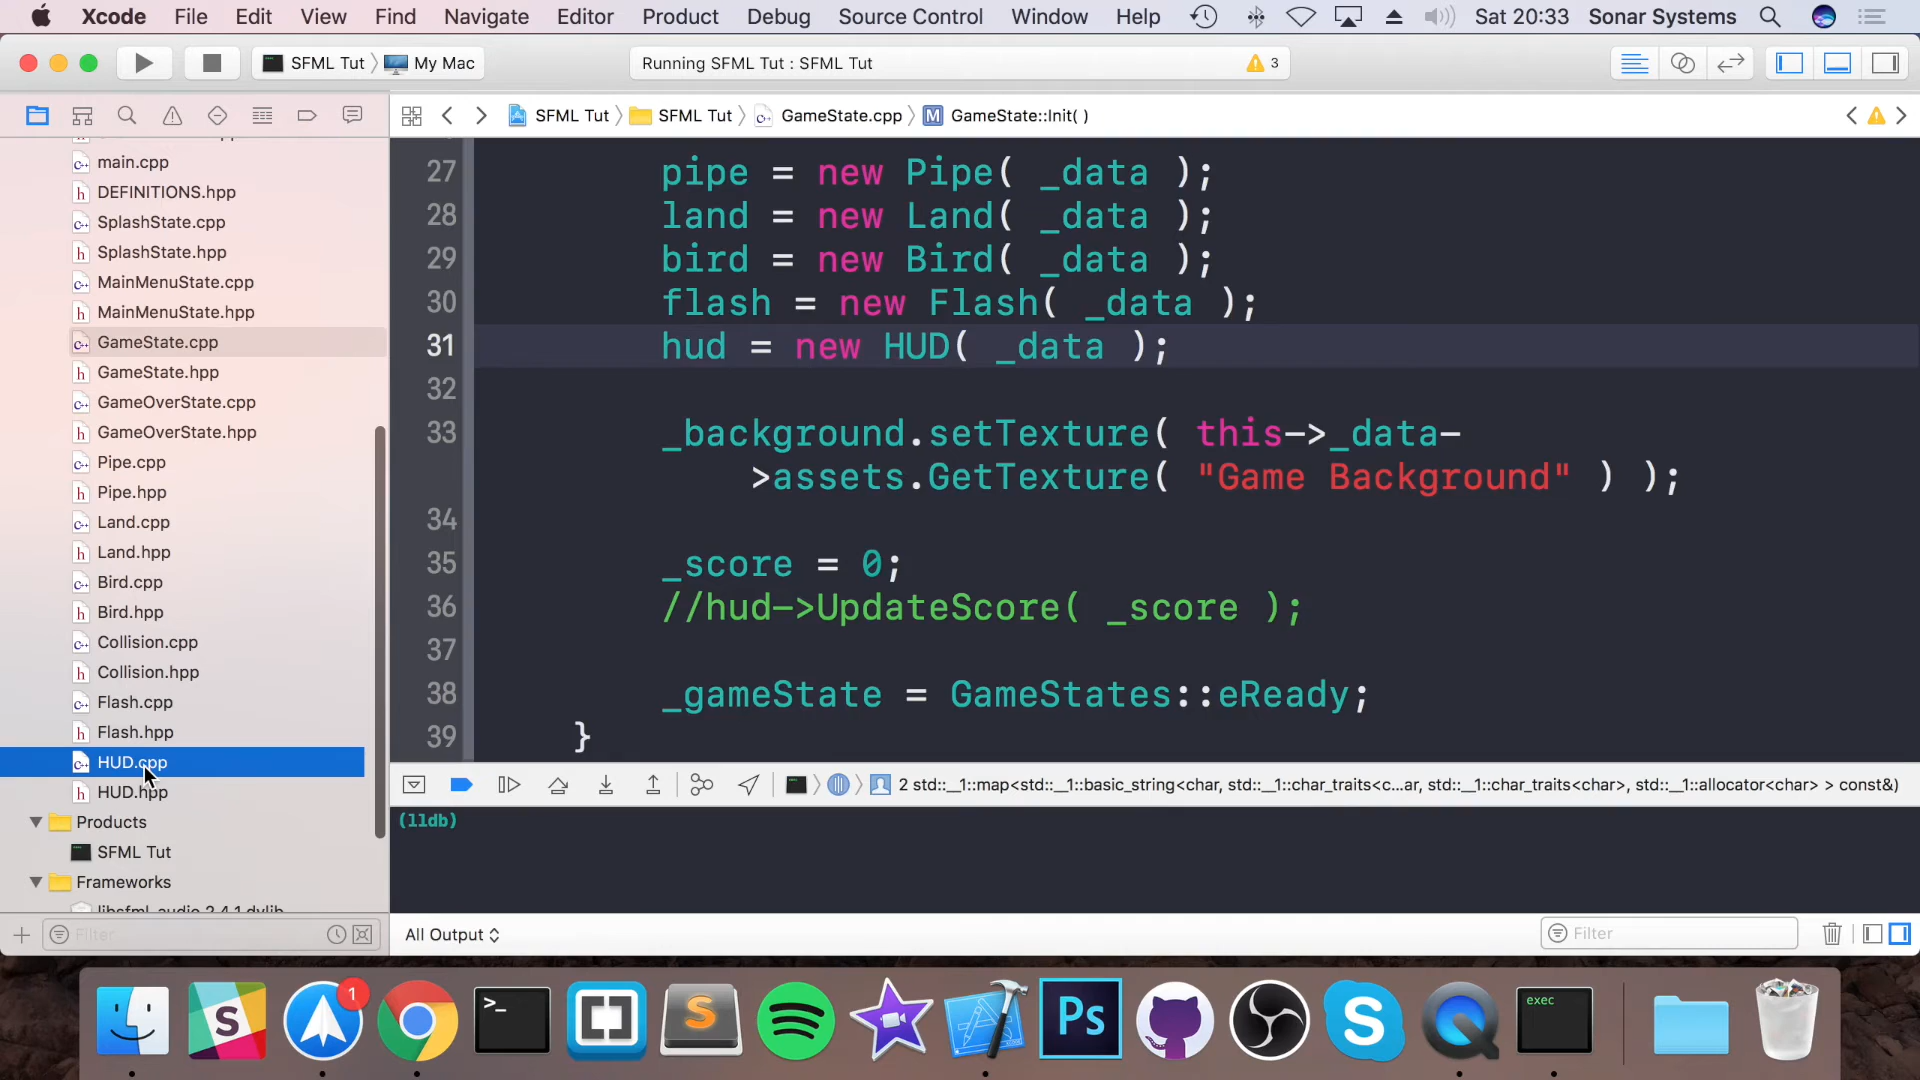 Xcode File Edit View Find Navigate Editor Product Debug Source Control Window Help Sat 20:33 Sonar Systems
SFML Tut My Mac Running SFML Tut : SFML Tut 3
SFML Tut SFML Tut GameState.cpp M GameState::Init( )
main.cpp
DEFINITIONS.hpp
SplashState.cpp
SplashState.hpp
MainMenuState.cpp
MainMenuState.hpp
GameState.cpp
GameState.hpp
GameOverState.cpp
GameOverState.hpp
Pipe.cpp
Pipe.hpp
Land.cpp
Land.hpp
Bird.cpp
Bird.hpp
Collision.cpp
Collision.hpp
Flash.cpp
Flash.hpp
HUD.cpp
HUD.hpp
Products
SFML Tut
Frameworks
libsfml-audio.2.4.1.dylib
Filter
27 pipe = new Pipe( _data );
28 land = new Land( _data );
29 bird = new Bird( _data );
30 flash = new Flash( _data );
31 hud = new HUD( _data );
32
33 _background.setTexture( this->_data-
>assets.GetTexture( "Game Background" ) );
34
35 _score = 0;
36 //hud->UpdateScore( _score );
37
38 _gameState = GameStates::eReady;
39 }
2 std::__1::map<std::__1::basic_string<char, std::__1::char_traits<c...ar, std::__1::char_traits<char>, std::__1::allocator<char> > const&)
(lldb)
All Output Filter
1
S
>_
S
Ps
S
exec